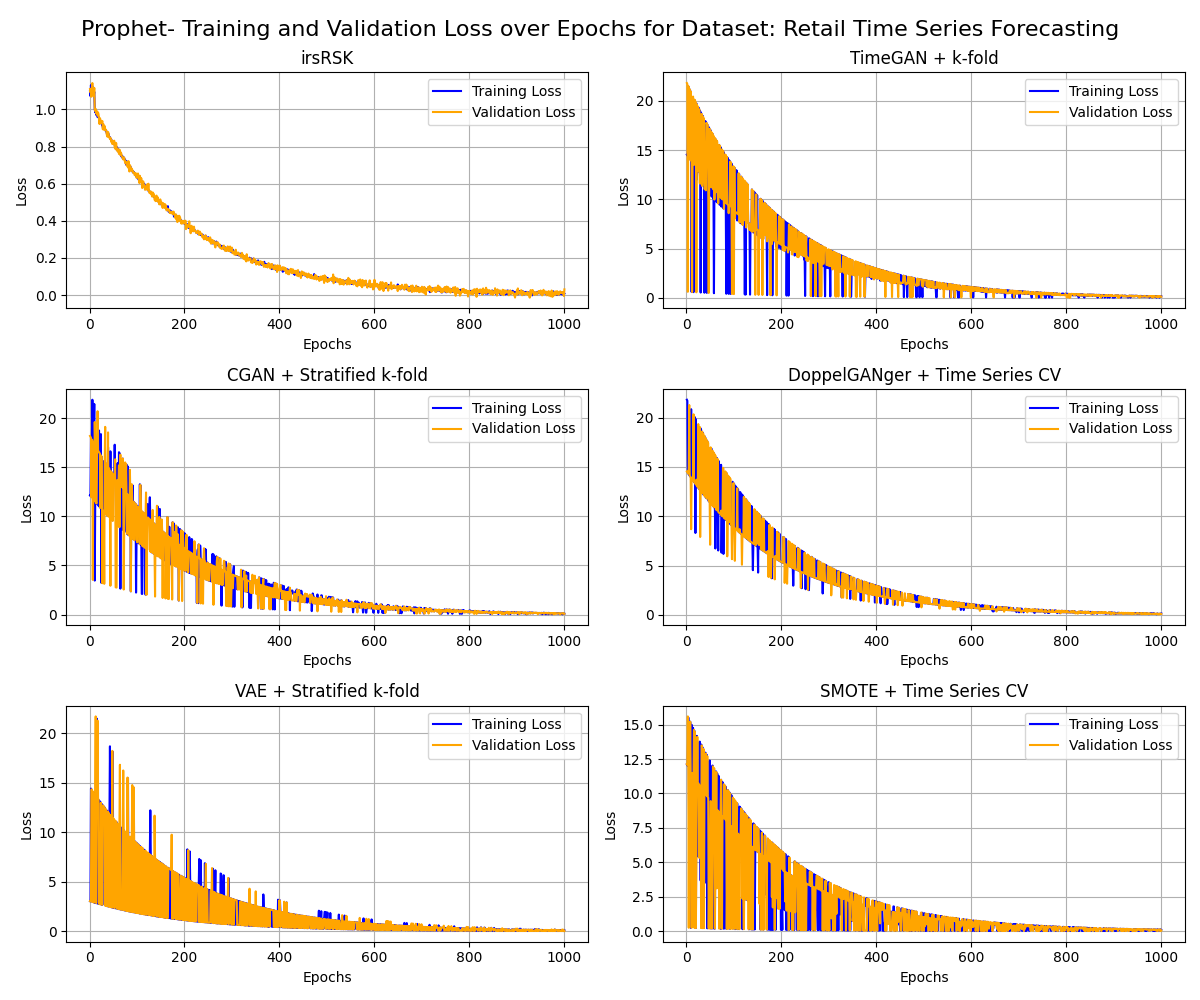 Prophet- Training and Validation Loss over Epochs for Dataset: Retail Time Series Forecasting
irsRSK
Training Loss
Validation Loss
Loss
1.0
0.8
0.6
0.4
0.2
0.0
0 200 400 600 800 1000
Epochs
TimeGAN + k-fold
Training Loss
Validation Loss
Loss
20
15
10
5
0
0 200 400 600 800 1000
Epochs
CGAN + Stratified k-fold
Training Loss
Validation Loss
Loss
20
15
10
5
0
0 200 400 600 800 1000
Epochs
DoppelGANger + Time Series CV
Training Loss
Validation Loss
Loss
20
15
10
5
0
0 200 400 600 800 1000
Epochs
VAE + Stratified k-fold
Training Loss
Validation Loss
Loss
20
15
10
5
0
0 200 400 600 800 1000
Epochs
SMOTE + Time Series CV
Training Loss
Validation Loss
Loss
15.0
12.5
10.0
7.5
5.0
2.5
0.0
0 200 400 600 800 1000
Epochs